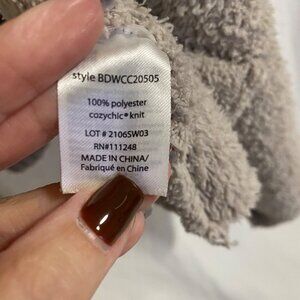 style BDWCC20505
100% polyester
cozychic® knit
LOT # 2106SW03
RN#111248
MADE IN CHINA/
Fabriqué en Chine